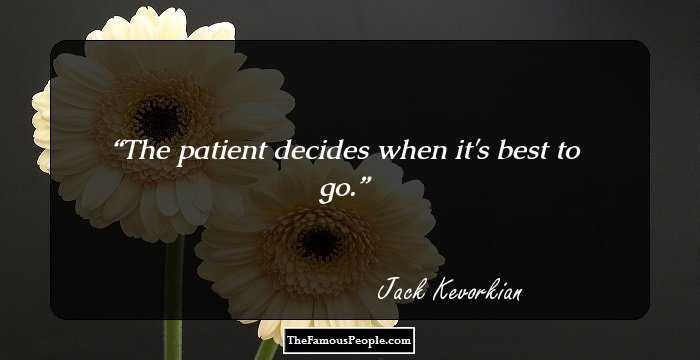 “The patient decides when it's best to
go.”
Jack Kevorkian
TheFamousPeople.com